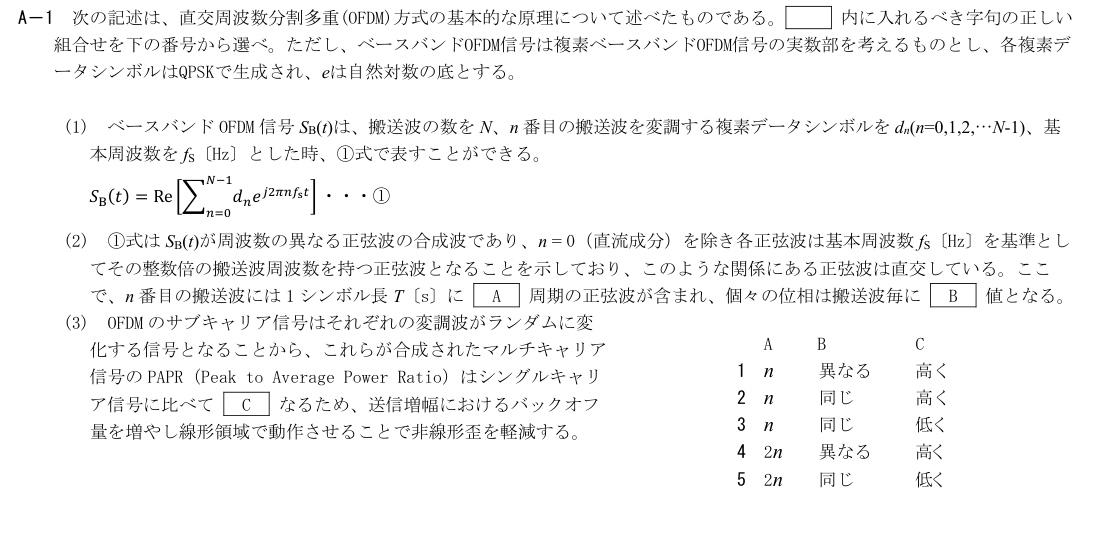 A-1 次の記述は、直交周波数分割多重(OFDM)方式の基本的な原理について述べたものである。 内に入れるべき字句の正しい
組合せを下の番号から選べ。ただし、ベースバンドOFDM信号は複素ベースバンドOFDM信号の実数部を考えるものとし、各複素デ
ータシンボルはQPSKで生成され、eは自然対数の底とする。
(1) ベースバンド OFDM 信号 SB(t)は、搬送波の数を N、n 番目の搬送波を変調する複素データシンボルを dn(n=0,1,2,…N-1)、基
本周波数を fS〔Hz〕とした時、①式で表すことができる。
SB(t) = Re[∑_{n=0}^{N−1} dn e^{j2πnfst}]・・・①
(2) ①式は SB(t)が周波数の異なる正弦波の合成波であり、n = 0(直流成分)を除き各正弦波は基本周波数 fS〔Hz〕を基準とし
てその整数倍の搬送波周波数を持つ正弦波となることを示しており、このような関係にある正弦波は直交している。ここ
で、n 番目の搬送波には 1 シンボル長 T〔s〕に A 周期の正弦波が含まれ、個々の位相は搬送波毎に B 値となる。
(3) OFDM のサブキャリア信号はそれぞれの変調波がランダムに変
化する信号となることから、これらが合成されたマルチキャリア
信号の PAPR (Peak to Average Power Ratio) はシングルキャリ
ア信号に比べて C なるため、送信増幅におけるバックオフ
量を増やし線形領域で動作させることで非線形歪を軽減する。
A B C
1 n 異なる 高く
2 n 同じ 高く
3 n 同じ 低く
4 2n 異なる 高く
5 2n 同じ 低く